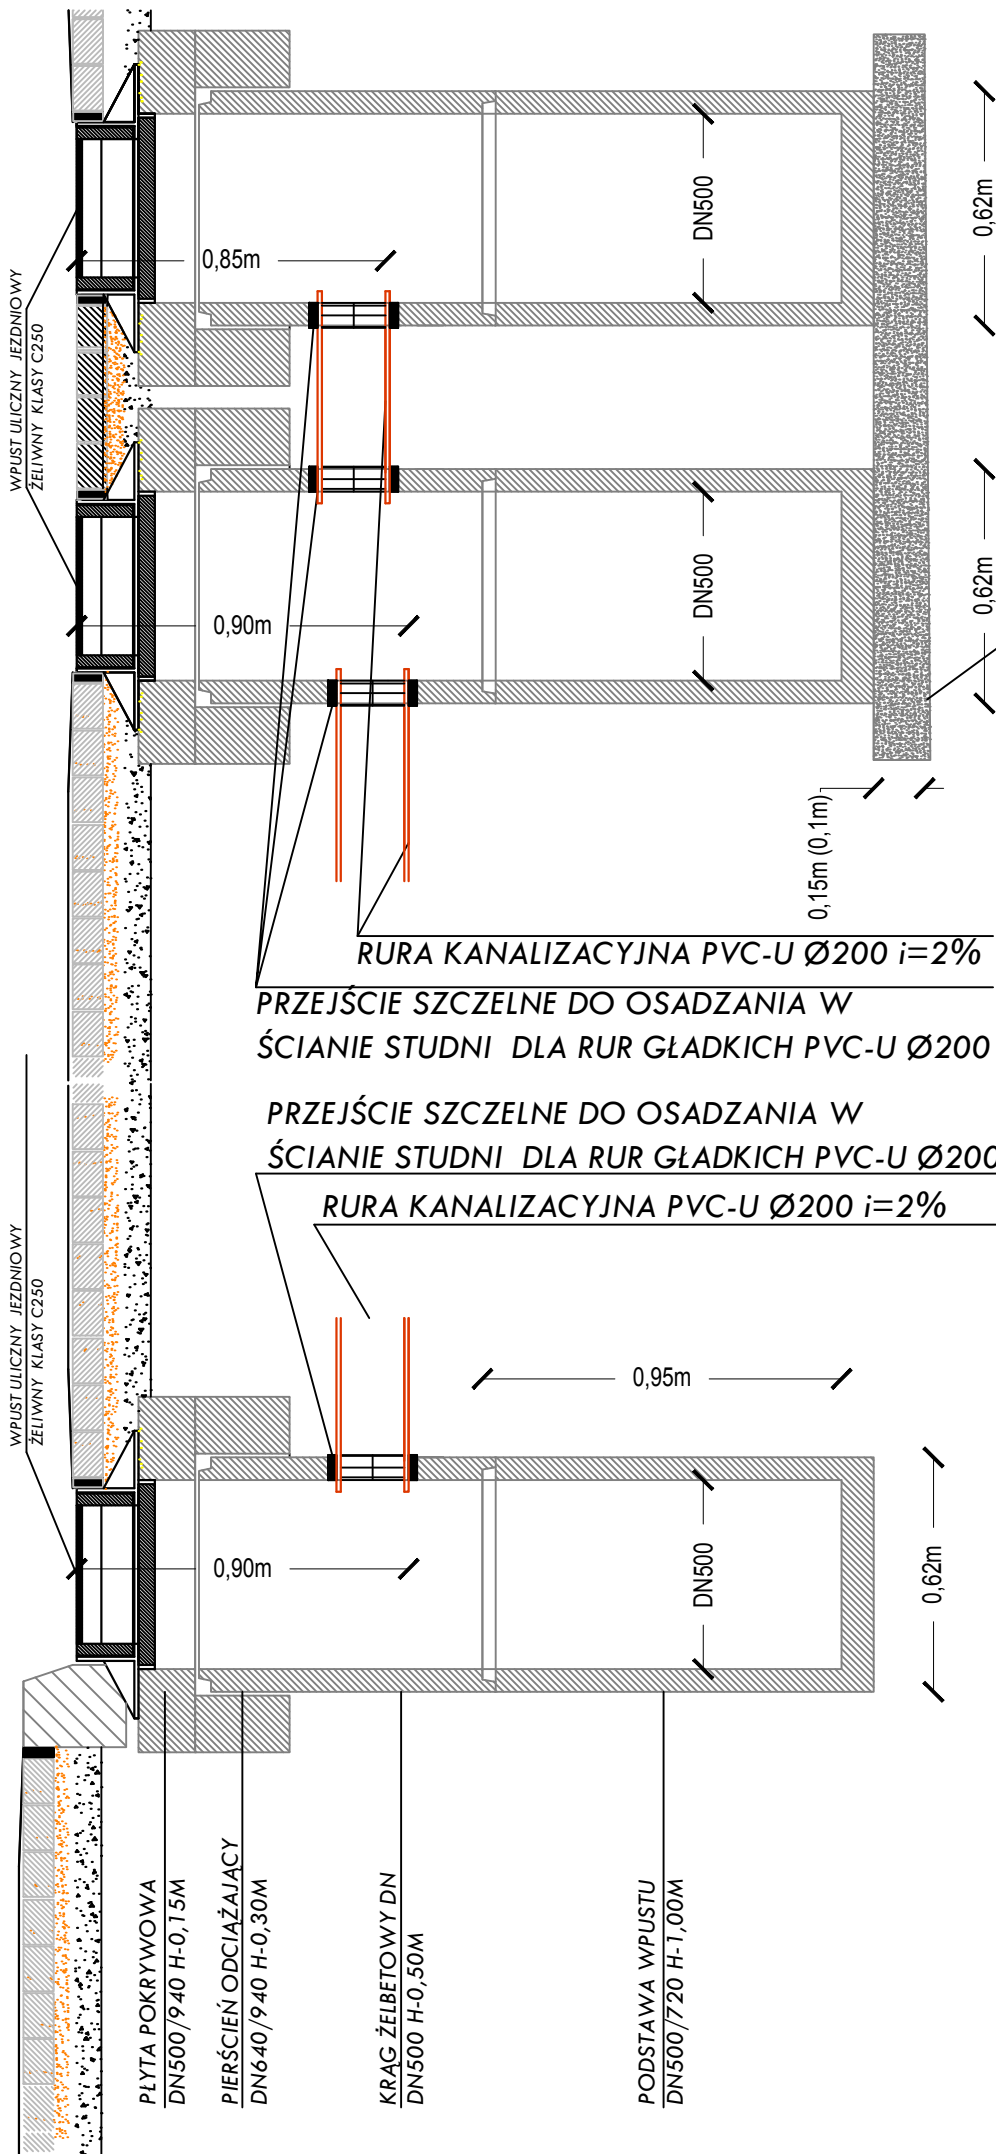 WPUST ULICZNY JEZDNIOWY
ŻELIWNY KLASY C250
0,85m
DN500
0,62m
0,90m
DN500
0,62m
0,15m (0,1m)
RURA KANALIZACYJNA PVC-U Ø200 i=2%
PRZEJŚCIE SZCZELNE DO OSADZANIA W
ŚCIANIE STUDNI DLA RUR GŁADKICH PVC-U Ø200
PRZEJŚCIE SZCZELNE DO OSADZANIA W
ŚCIANIE STUDNI DLA RUR GŁADKICH PVC-U Ø200
RURA KANALIZACYJNA PVC-U Ø200 i=2%
WPUST ULICZNY JEZDNIOWY
ŻELIWNY KLASY C250
0,95m
0,90m
DN500
0,62m
PŁYTA POKRYWOWA
DN500/940 H-0,15M
PIERŚCIEŃ ODCIĄŻAJĄCY
DN640/940 H-0,30M
KRĄG ŻELBETOWY DN
DN500 H-0,50M
PODSTAWA WPUSTU
DN500/720 H-1,00M